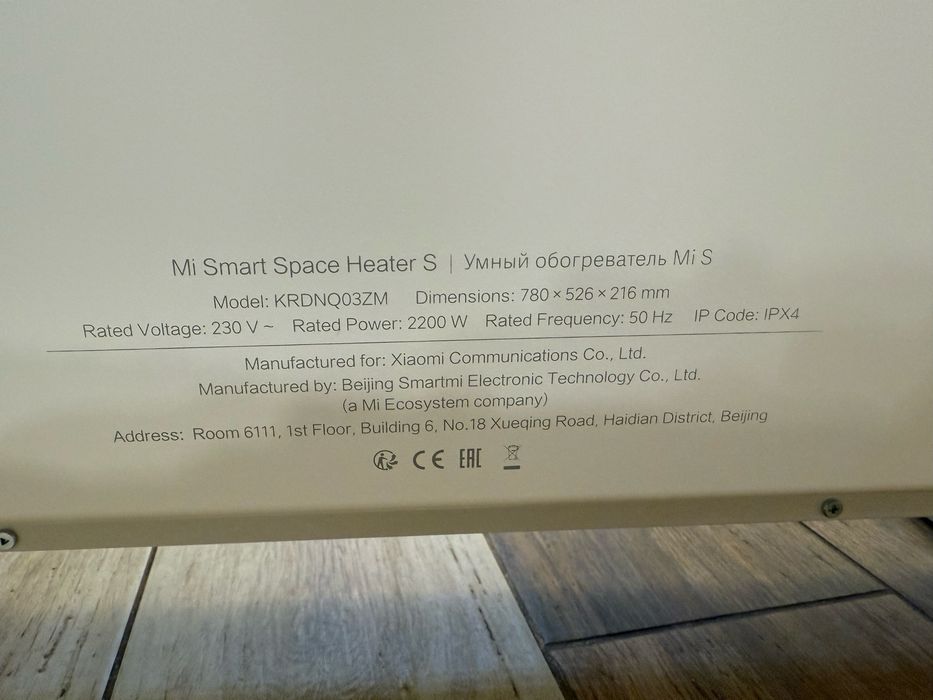 Mi Smart Space Heater S | Умный обогреватель Mi S
Model: KRDNQ03ZM Dimensions: 780 × 526 × 216 mm
Rated Voltage: 230 V ~ Rated Power: 2200 W Rated Frequency: 50 Hz IP Code: IPX4
Manufactured for: Xiaomi Communications Co., Ltd.
Manufactured by: Beijing Smartmi Electronic Technology Co., Ltd.
(a Mi Ecosystem company)
Address: Room 6111, 1st Floor, Building 6, No.18 Xueqing Road, Haidian District, Beijing
CE EAC